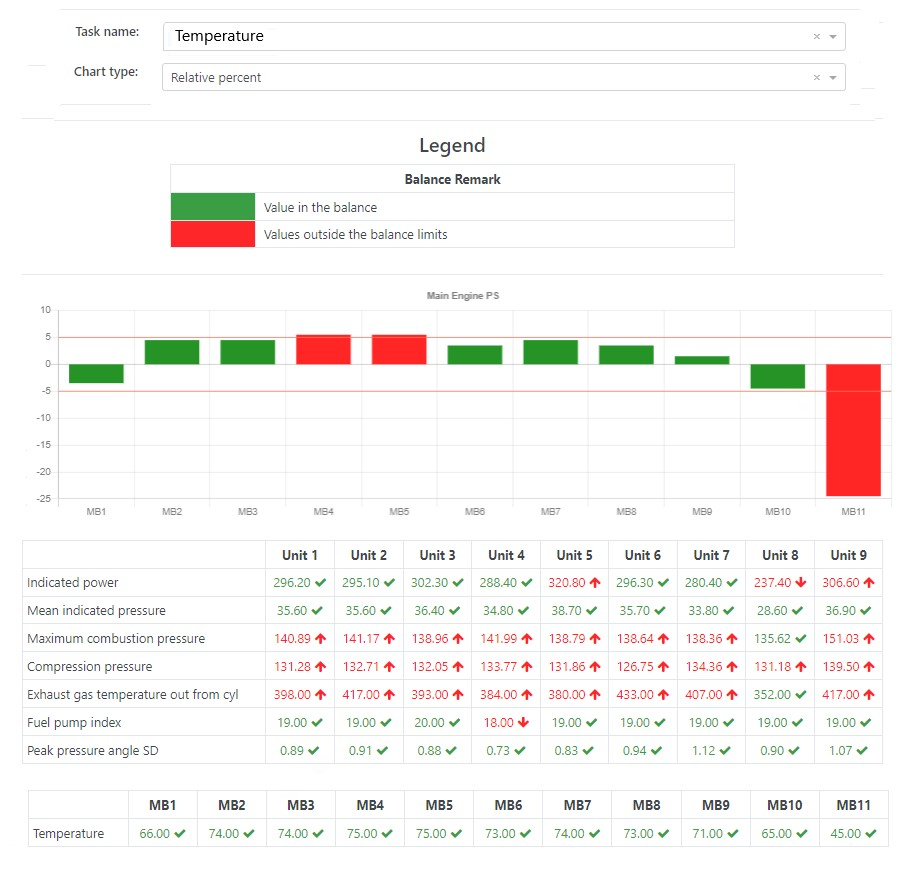 Task name:
Temperature × 
Chart type:
Relative percent ×
Legend
Balance Remark
Value in the balance
Values outside the balance limits
Main Engine PS
10
5
0
-5
-10
-15
-20
-25
MB1 MB2 MB3 MB4 MB5 MB6 MB7 MB8 MB9 MB10 MB11
Unit 1 Unit 2 Unit 3 Unit 4 Unit 5 Unit 6 Unit 7 Unit 8 Unit 9
Indicated power 296.20 ✔ 295.10 ✔ 302.30 ✔ 288.40 ✔ 320.80 ↑ 296.30 ✔ 280.40 ✔ 237.40 ↓ 306.60 ↑
Mean indicated pressure 35.60 ✔ 35.60 ✔ 36.40 ✔ 34.80 ✔ 38.70 ✔ 35.70 ✔ 33.80 ✔ 28.60 ✔ 36.90 ✔
Maximum combustion pressure 140.89 ↑ 141.17 ↑ 138.96 ↑ 141.99 ↑ 138.79 ↑ 138.64 ↑ 138.36 ↑ 135.62 ✔ 151.03 ↑
Compression pressure 131.28 ↑ 132.71 ↑ 132.05 ↑ 133.77 ↑ 131.86 ↑ 126.75 ↑ 134.36 ↑ 131.18 ↑ 139.50 ↑
Exhaust gas temperature out from cyl 398.00 ↑ 417.00 ↑ 393.00 ↑ 384.00 ↑ 380.00 ↑ 433.00 ↑ 407.00 ↑ 352.00 ✔ 417.00 ↑
Fuel pump index 19.00 ✔ 19.00 ✔ 20.00 ✔ 18.00 ↓ 19.00 ✔ 19.00 ✔ 19.00 ✔ 19.00 ✔ 19.00 ✔
Peak pressure angle SD 0.89 ✔ 0.91 ✔ 0.88 ✔ 0.73 ✔ 0.83 ✔ 0.94 ✔ 1.12 ✔ 0.90 ✔ 1.07 ✔
MB1 MB2 MB3 MB4 MB5 MB6 MB7 MB8 MB9 MB10 MB11
Temperature 66.00 ✔ 74.00 ✔ 74.00 ✔ 75.00 ✔ 75.00 ✔ 73.00 ✔ 74.00 ✔ 73.00 ✔ 71.00 ✔ 65.00 ✔ 45.00 ✔